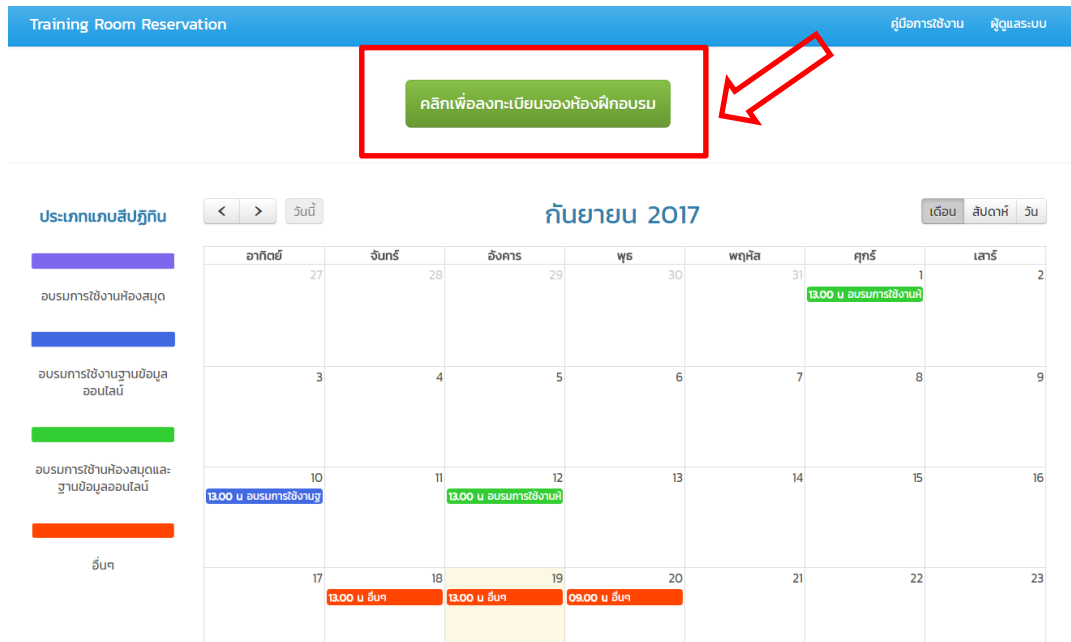 Training Room Reservation
คู่มือการใช้งาน ผู้ดูแลระบบ
คลิกเพื่อลงทะเบียนจองห้องฝึกอบรม
ประเภทแถบสีปฏิทิน
วันนี้
กันยายน 2017
เดือน สัปดาห์ วัน
อบรมการใช้งานห้องสมุด
อบรมการใช้งานฐานข้อมูล
ออนไลน์
อบรมการใช้านห้องสมุดและ
ฐานข้อมูลออนไลน์
อื่นๆ
อาทิตย์ จันทร์ อังคาร พุธ พฤหัส ศุกร์ เสาร์
27 28 29 30 31 1 2
13.00 น อบรมการใช้งานห้
3 4 5 6 7 8 9
10 11 12 13 14 15 16
13.00 น อบรมการใช้งานฐ 13.00 น อบรมการใช้งานห้
17 18 19 20 21 22 23
13.00 น อื่นๆ 13.00 น อื่นๆ 09.00 น อื่นๆ